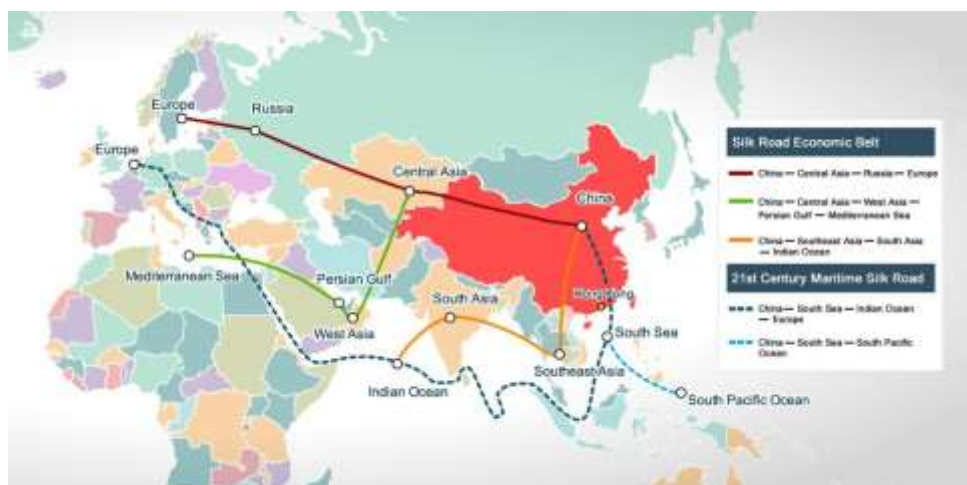 Europe
Russia
Europe
Central Asia
China
Mediterranean Sea
Persian Gulf
South Asia
Hong Kong
West Asia
South Sea
Southeast Asia
Indian Ocean
South Pacific Ocean
Silk Road Economic Belt
China — Central Asia — Russia — Europe
China — Central Asia — West Asia —
Persian Gulf — Mediterranean Sea
China — Southeast Asia — South Asia
— Indian Ocean
21st Century Maritime Silk Road
China — South Sea — Indian Ocean
— Europe
China — South Sea — South Pacific
Ocean